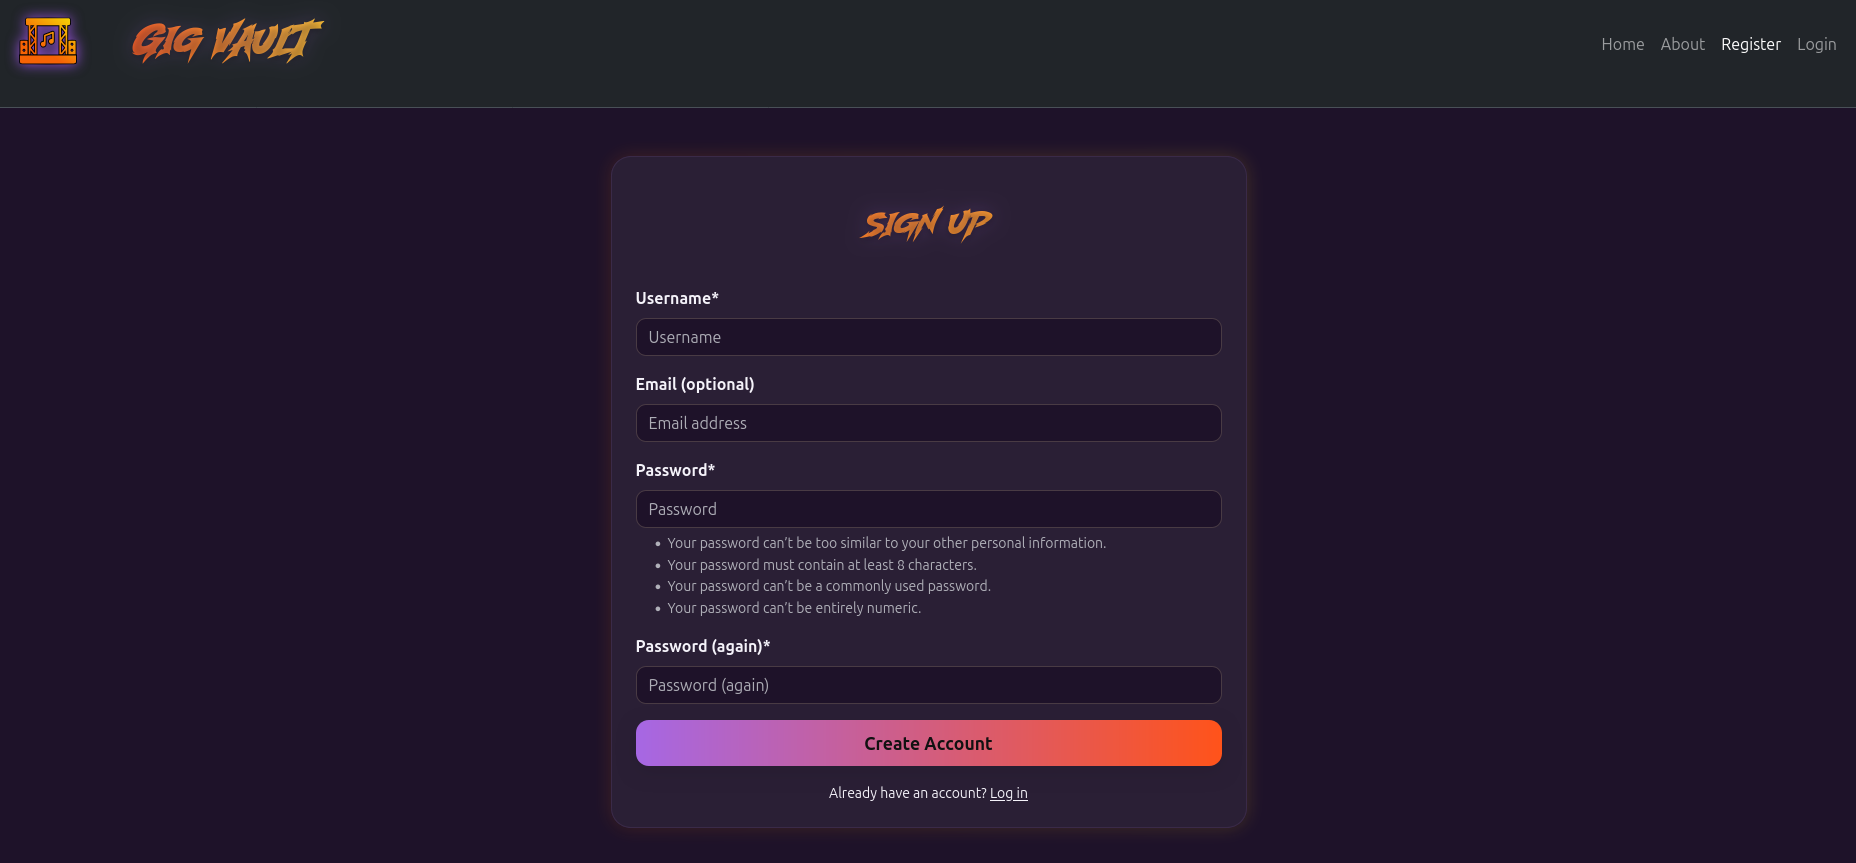 GIG VAULT
Home About Register Login
SIGN UP
Username*
Username
Email (optional)
Email address
Password*
Password
• Your password can't be too similar to your other personal information.
• Your password must contain at least 8 characters.
• Your password can't be a commonly used password.
• Your password can't be entirely numeric.
Password (again)*
Password (again)
Create Account
Already have an account? Log in